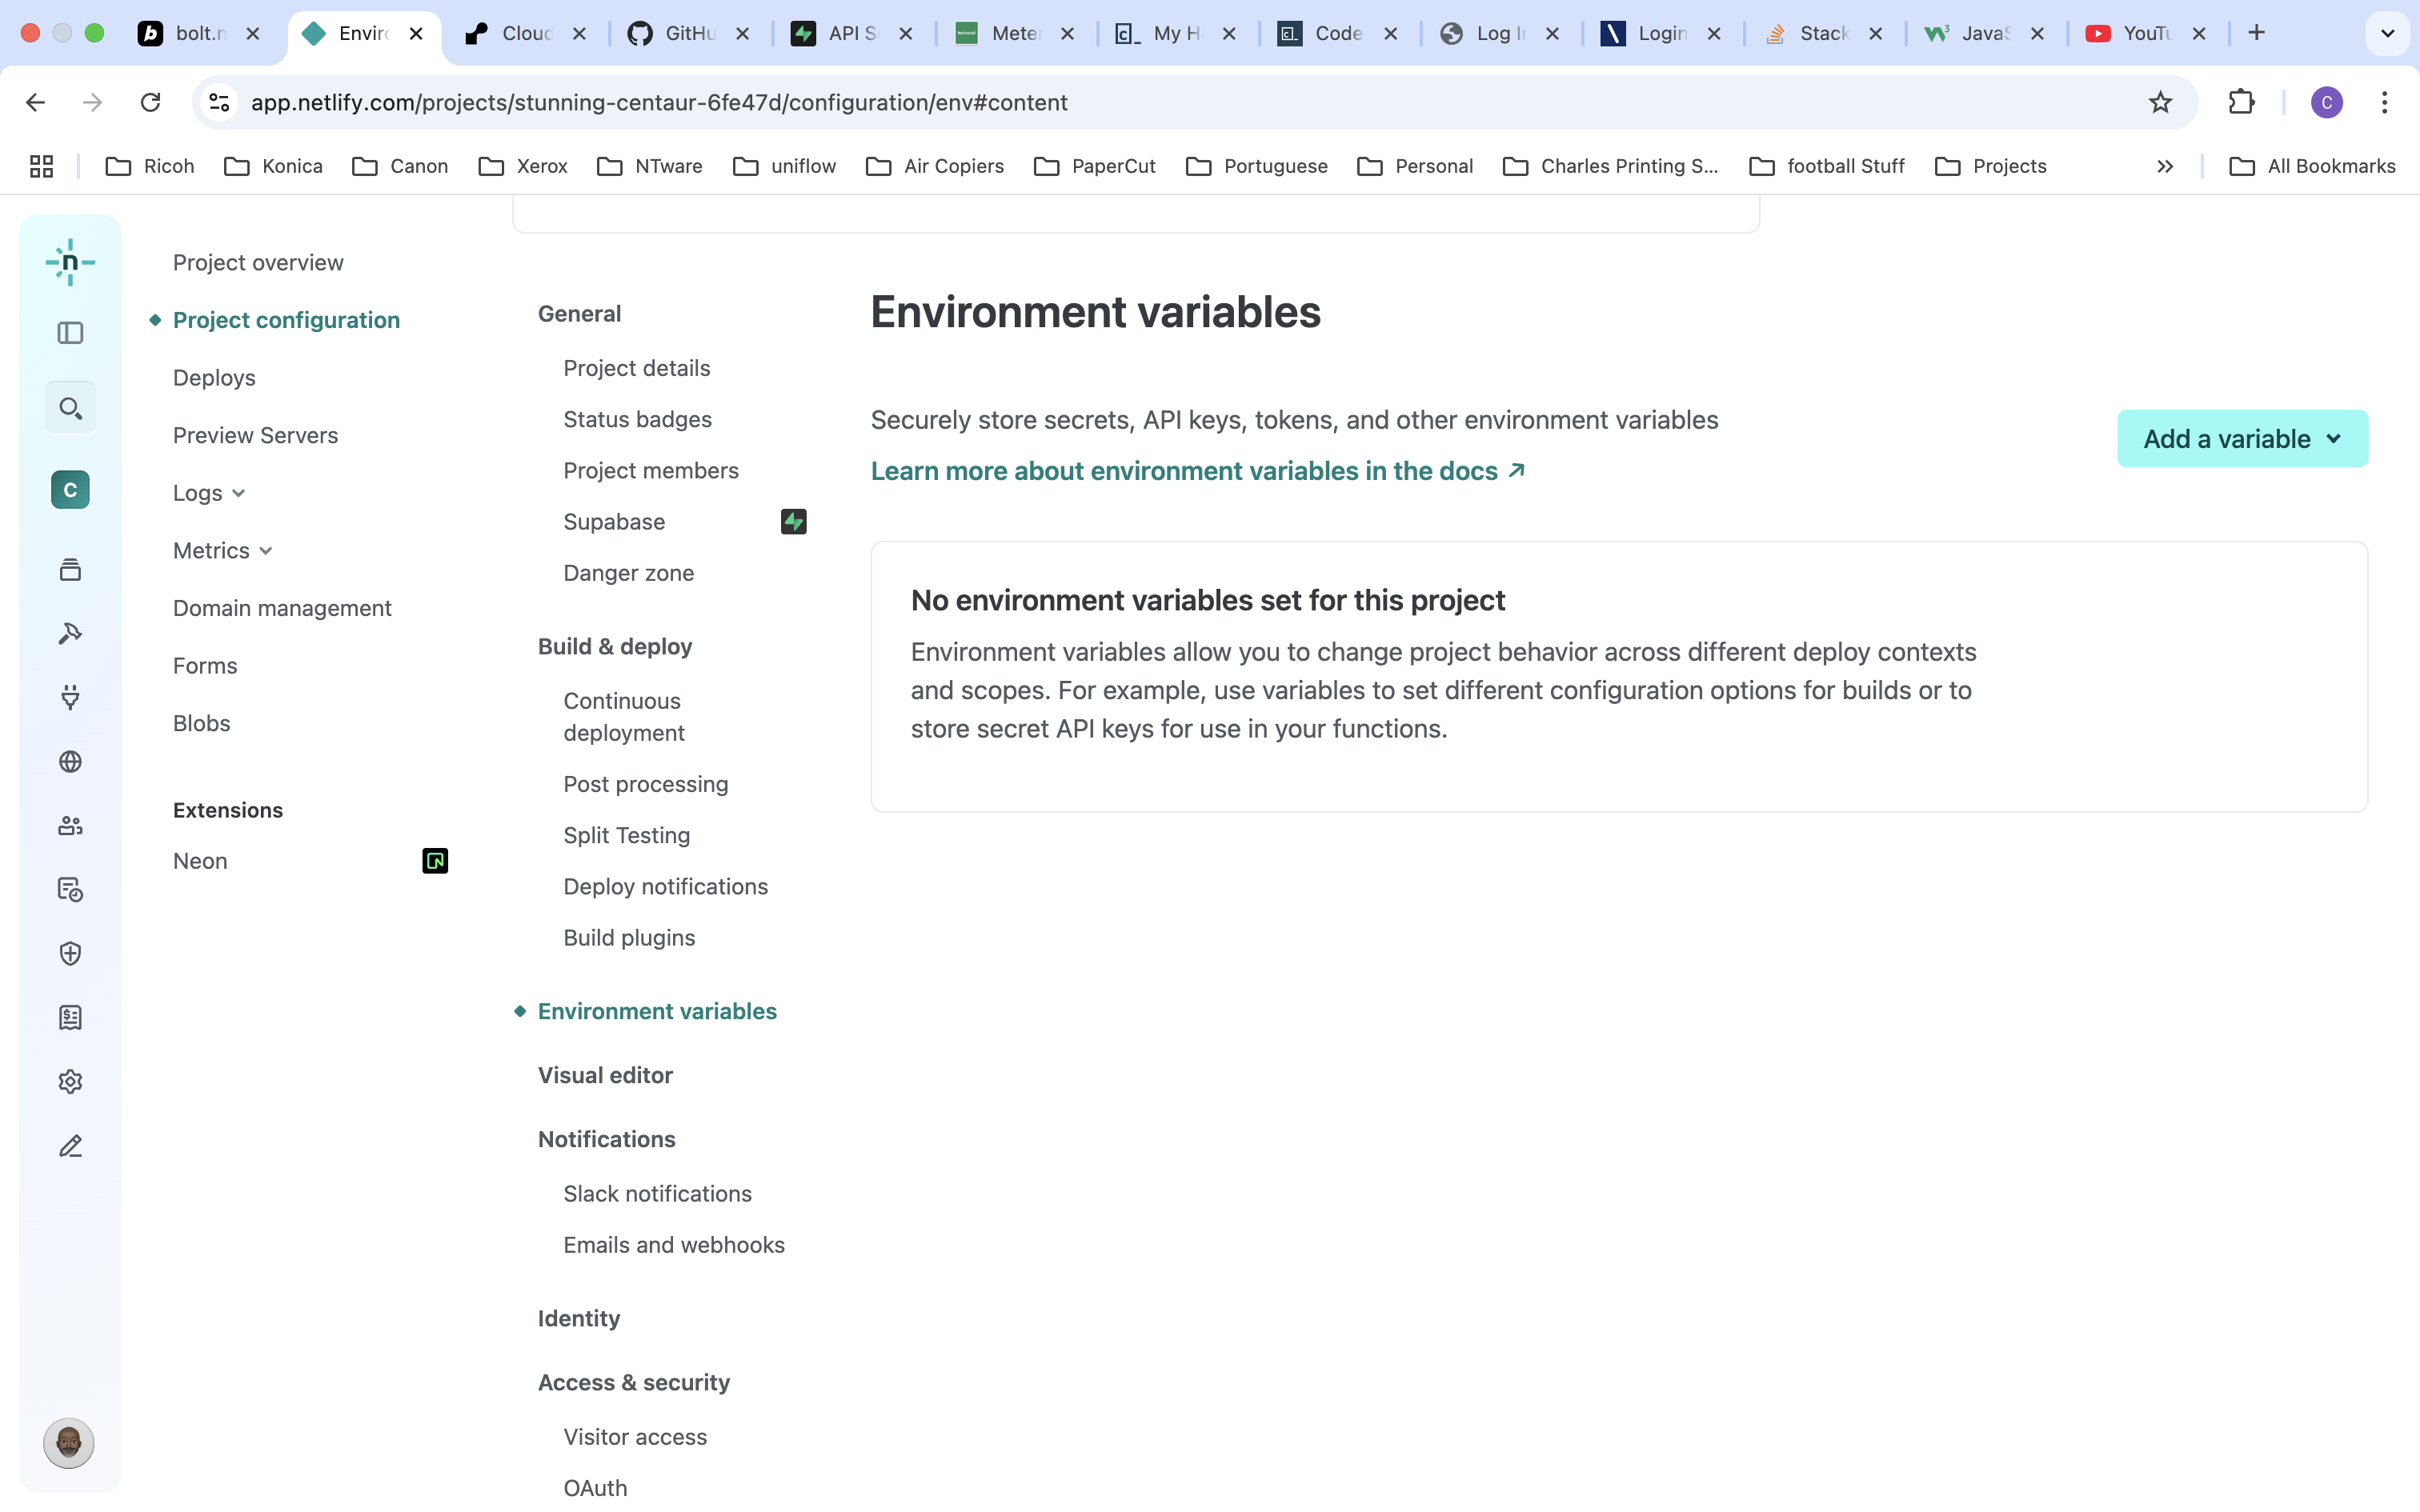 bolt.n
Enviro
Cloud
GitHu
API S
Mete
My H
Code
Log I
Login
Stack
JavaS
YouTu
app.netlify.com/projects/stunning-centaur-6fe47d/configuration/env#content
C
Ricoh
Konica
Canon
Xerox
NTware
uniflow
Air Copiers
PaperCut
Portuguese
Personal
Charles Printing S...
football Stuff
Projects
All Bookmarks
n
C
Project overview
Project configuration
Deploys
Preview Servers
Logs
Metrics
Domain management
Forms
Blobs
Extensions
Neon
General
Project details
Status badges
Project members
Supabase
Danger zone
Build & deploy
Continuous
deployment
Post processing
Split Testing
Deploy notifications
Build plugins
Environment variables
Visual editor
Notifications
Slack notifications
Emails and webhooks
Identity
Access & security
Visitor access
OAuth
Environment variables
Securely store secrets, API keys, tokens, and other environment variables
Learn more about environment variables in the docs
Add a variable
No environment variables set for this project
Environment variables allow you to change project behavior across different deploy contexts
and scopes. For example, use variables to set different configuration options for builds or to
store secret API keys for use in your functions.